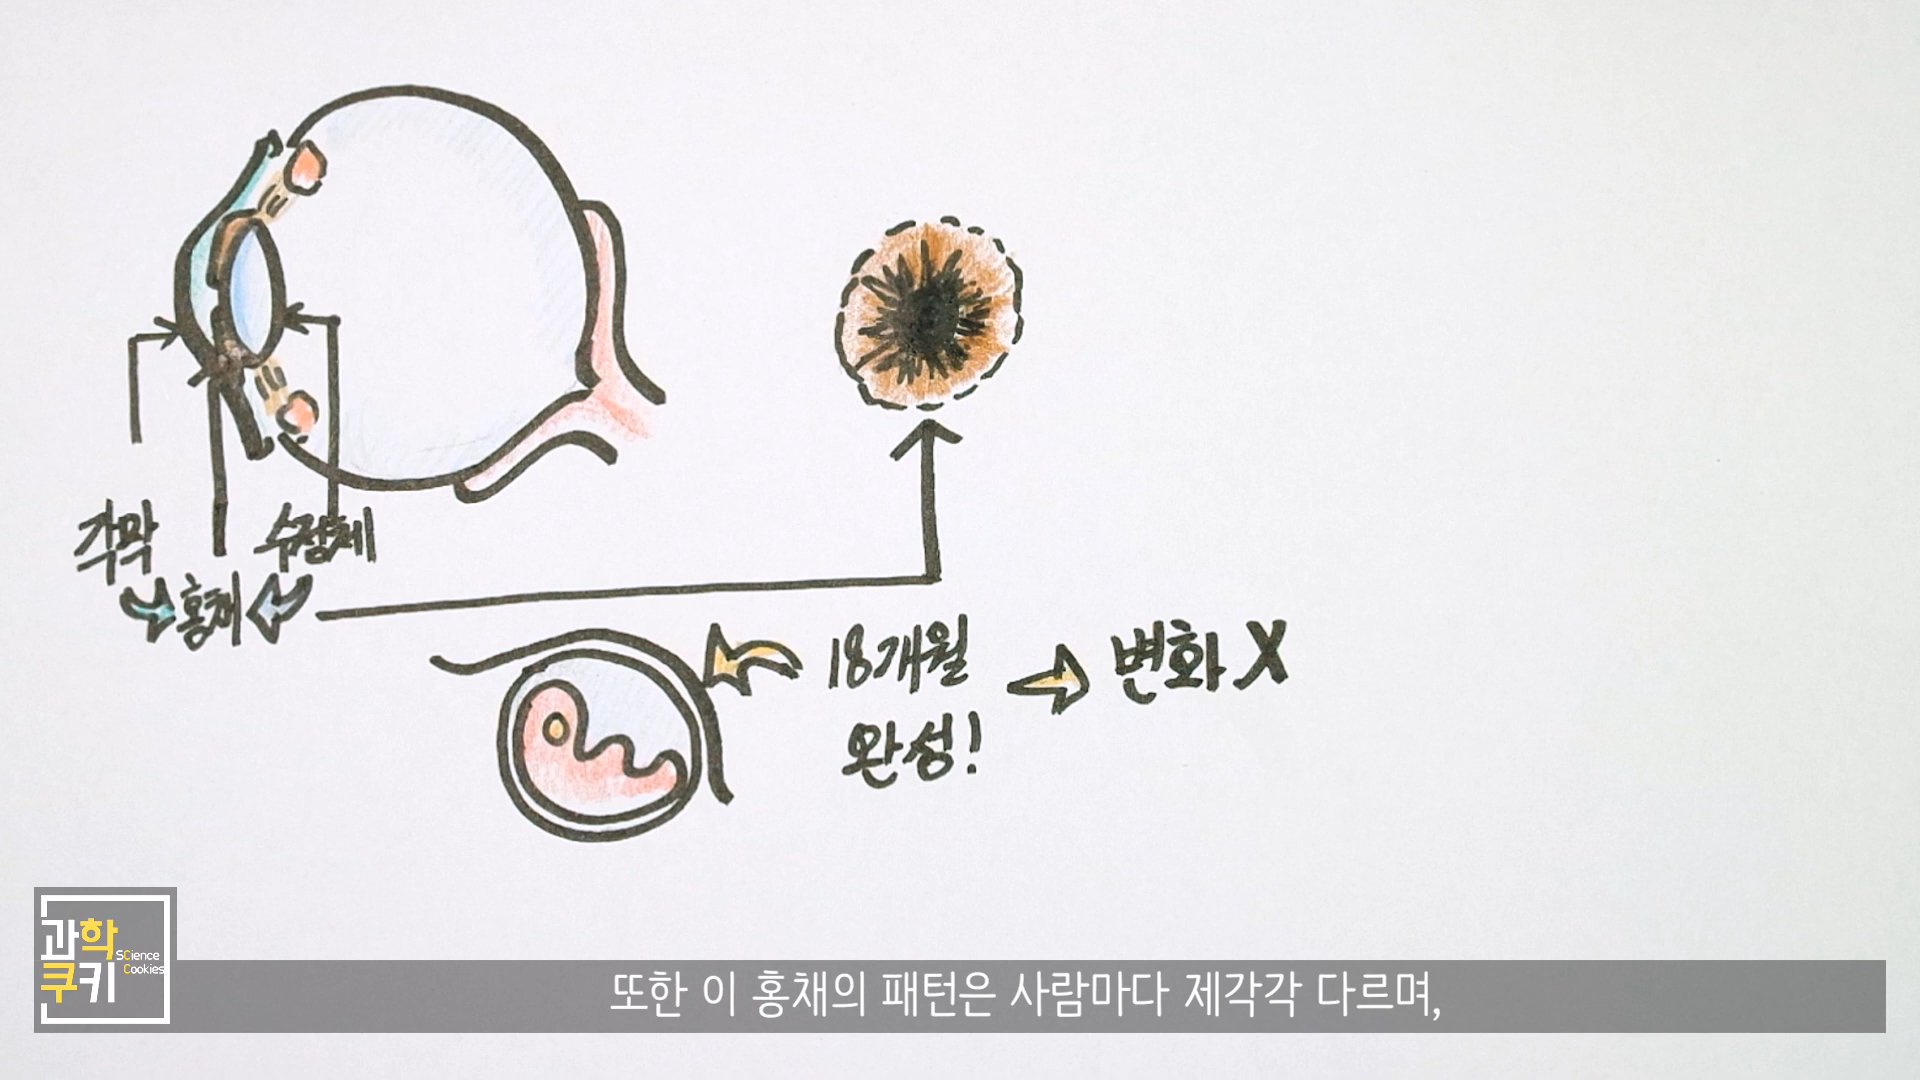 각막
수정체
홍채
18개월
완성!
변화 X
과학
쿠키
Science
Cookies
또한 이 홍채의 패턴은 사람마다 제각각 다르며,